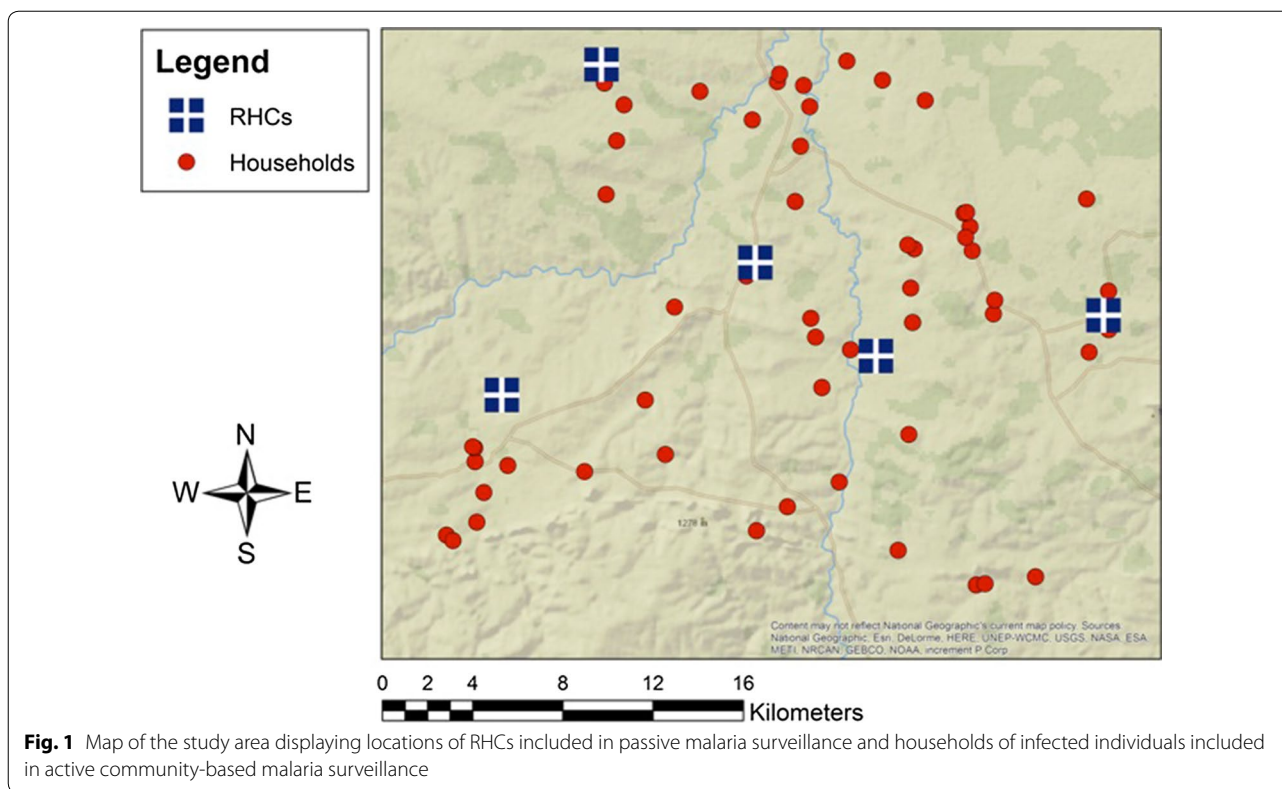 Legend
RHCs
Households
N
W E
S
1278 m
Content may not reflect National Geographic's current map policy. Sources:
National Geographic, Esri, DeLorme, HERE, UNEP-WCMC, USGS, NASA, ESA,
METI, NRCAN, GEBCO, NOAA, increment P Corp.
0 2 4 8 12 16
Kilometers
Fig. 1 Map of the study area displaying locations of RHCs included in passive malaria surveillance and households of infected individuals included
in active community-based malaria surveillance